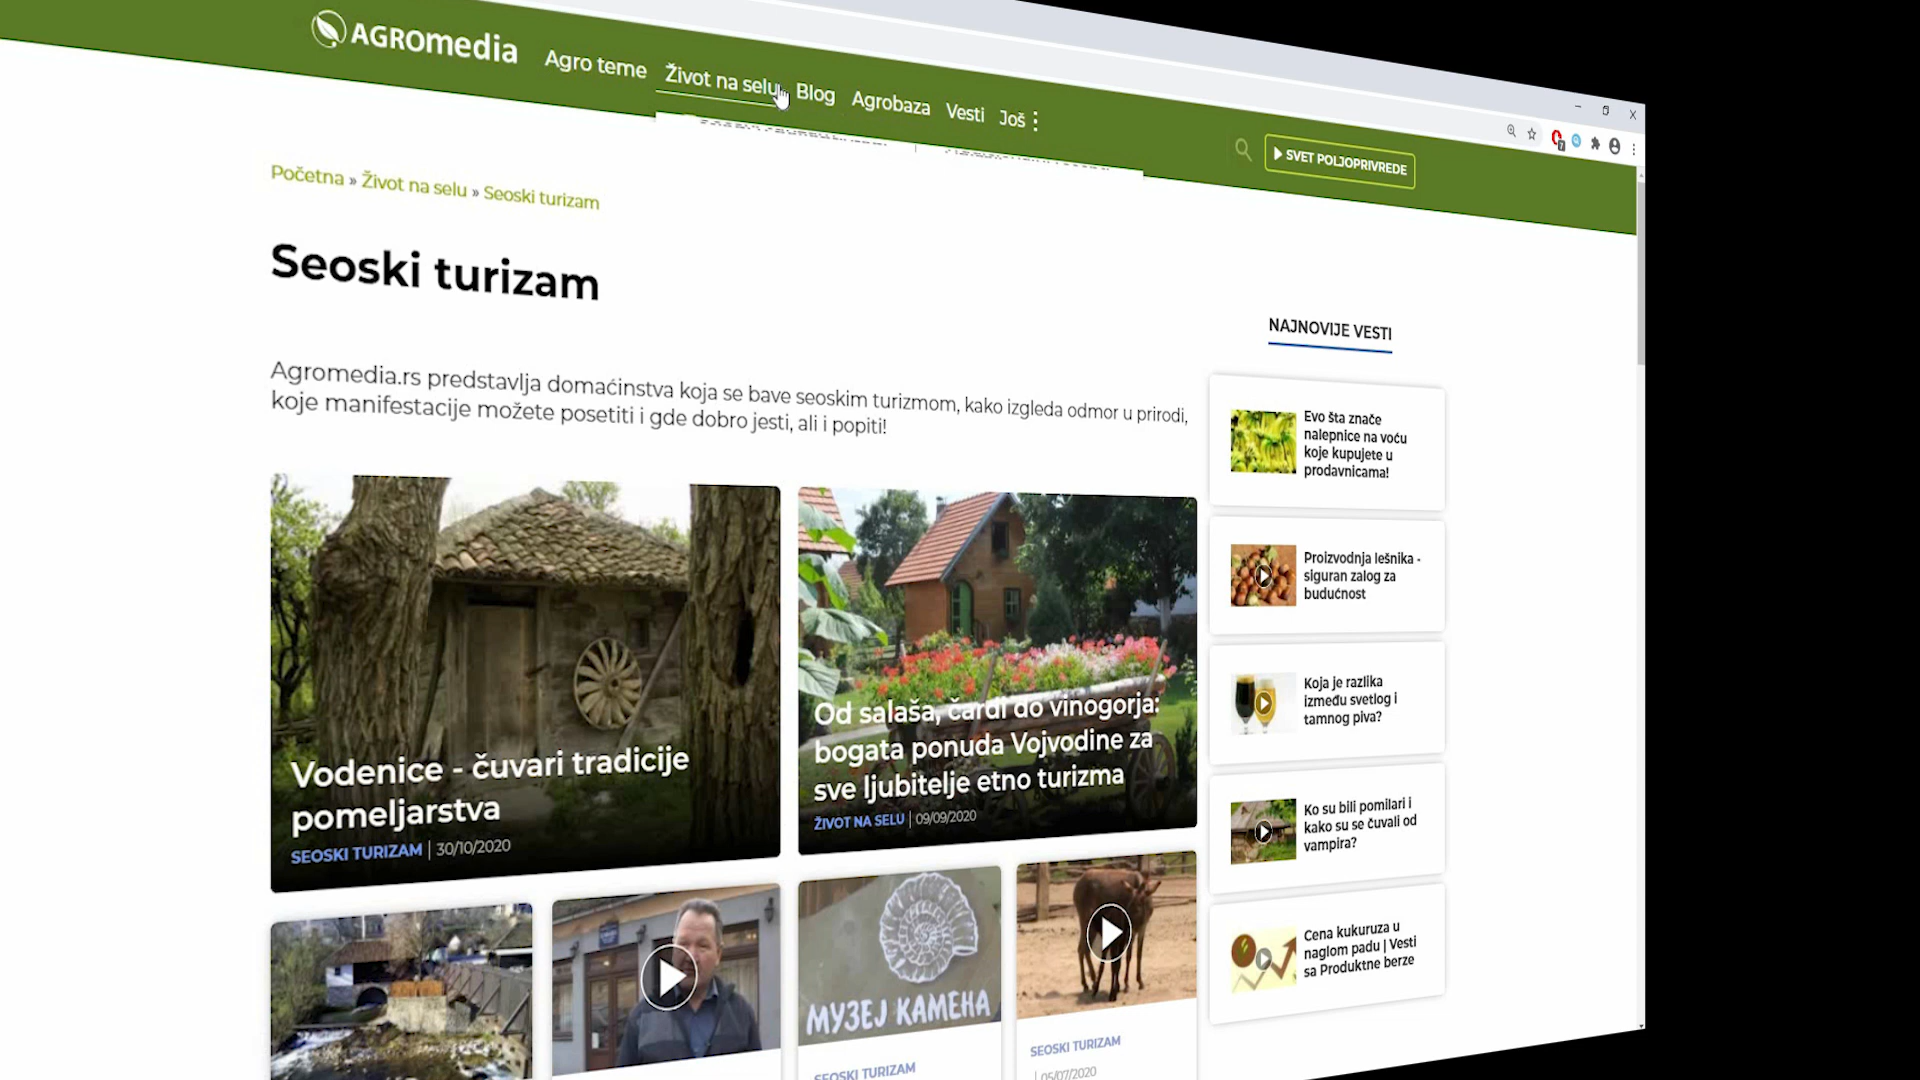 AGROmedia
Agro teme
Život na selu
Blog
Agrobaza
Vesti
Još
SVET POLJOPRIVREDE
Početna » Život na selu » Seoski turizam
Seoski turizam
Agromedia.rs predstavlja domaćinstva koja se bave seoskim turizmom, kako izgleda odmor u prirodi,
koje manifestacije možete posetiti i gde dobro jesti, ali i popiti!
Vodenice - čuvari tradicije
pomeljarstva
SEOSKI TURIZAM | 30/10/2020
Od salaša, čardi do vinogorja:
bogata ponuda Vojvodine za
sve ljubitelje etno turizma
ŽIVOT NA SELU | 09/09/2020
МУЗЕЈ КАМЕНА
SEOSKI TURIZAM
SEOSKI TURIZAM
| 05/07/2020
NAJNOVIJE VESTI
Evo šta znače
nalepnice na voću
koje kupujete u
prodavnicama!
Proizvodnja lešnika -
siguran zalog za
budućnost
Koja je razlika
između svetlog i
tamnog piva?
Ko su bili pomilari i
kako su se čuvali od
vampira?
Cena kukuruza u
naglom padu | Vesti
sa Produktne berze